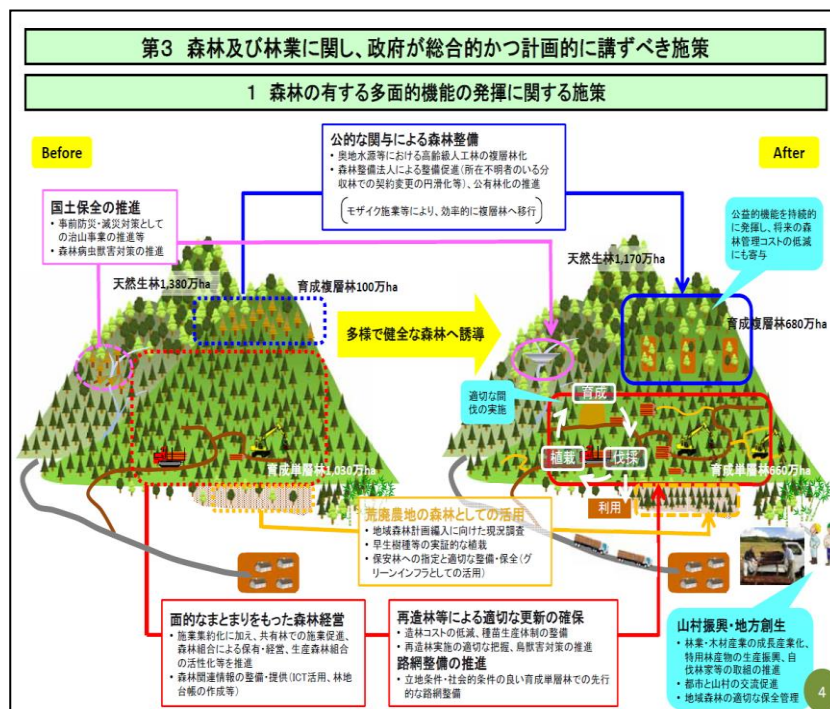 第3 森林及び林業に関し、政府が総合的かつ計画的に講ずべき施策
1 森林の有する多面的機能の発揮に関する施策
Before
公的な関与による森林整備
・ 奥地水源等における高齢級人工林の複層林化
・ 森林整備法人による整備促進(所在不明者のいる分
収林での契約変更の円滑化等)、公有林化の推進
モザイク施業等により、効率的に複層林へ移行
After
国土保全の推進
・ 事前防災・減災対策として
の治山事業の推進等
・ 森林病虫獣害対策の推進
公益的機能を持続的
に発揮し、将来の森
林管理コストの低減
にも寄与
天然生林1,380万ha
育成複層林100万ha
天然生林1,170万ha
育成複層林680万ha
多様で健全な森林へ誘導
適切な間
伐の実施
育成
植栽
伐採
育成単層林1,030万ha
育成単層林660万ha
利用
荒廃農地の森林としての活用
・ 地域森林計画編入に向けた現況調査
・ 早生樹種等の実証的な植栽
・ 保安林への指定と適切な整備・保全(グ
リーンインフラとしての活用)
面的なまとまりをもった森林経営
・ 施業集約化に加え、共有林での施業促進、
森林組合による保有・経営、生産森林組合
の活性化等を推進
・ 森林関連情報の整備・提供(ICT活用、林地
台帳の作成等)
再造林等による適切な更新の確保
・ 造林コストの低減、種苗生産体制の整備
・ 再造林実施の適切な把握、鳥獣害対策の推進
路網整備の推進
・ 立地条件・社会的条件の良い育成単層林での先行
的な路網整備
山村振興・地方創生
・ 林業・木材産業の成長産業化、
特用林産物の生産振興、自
伐林家等の取組の推進
・ 都市と山村の交流促進
・ 地域森林の適切な保全管理
4